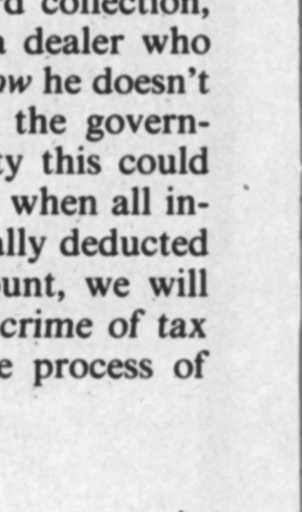 d collection,
dealer who
he doesn't
the govern-
this could
when all in-
ally deducted
unt, we will
crime of tax
process of